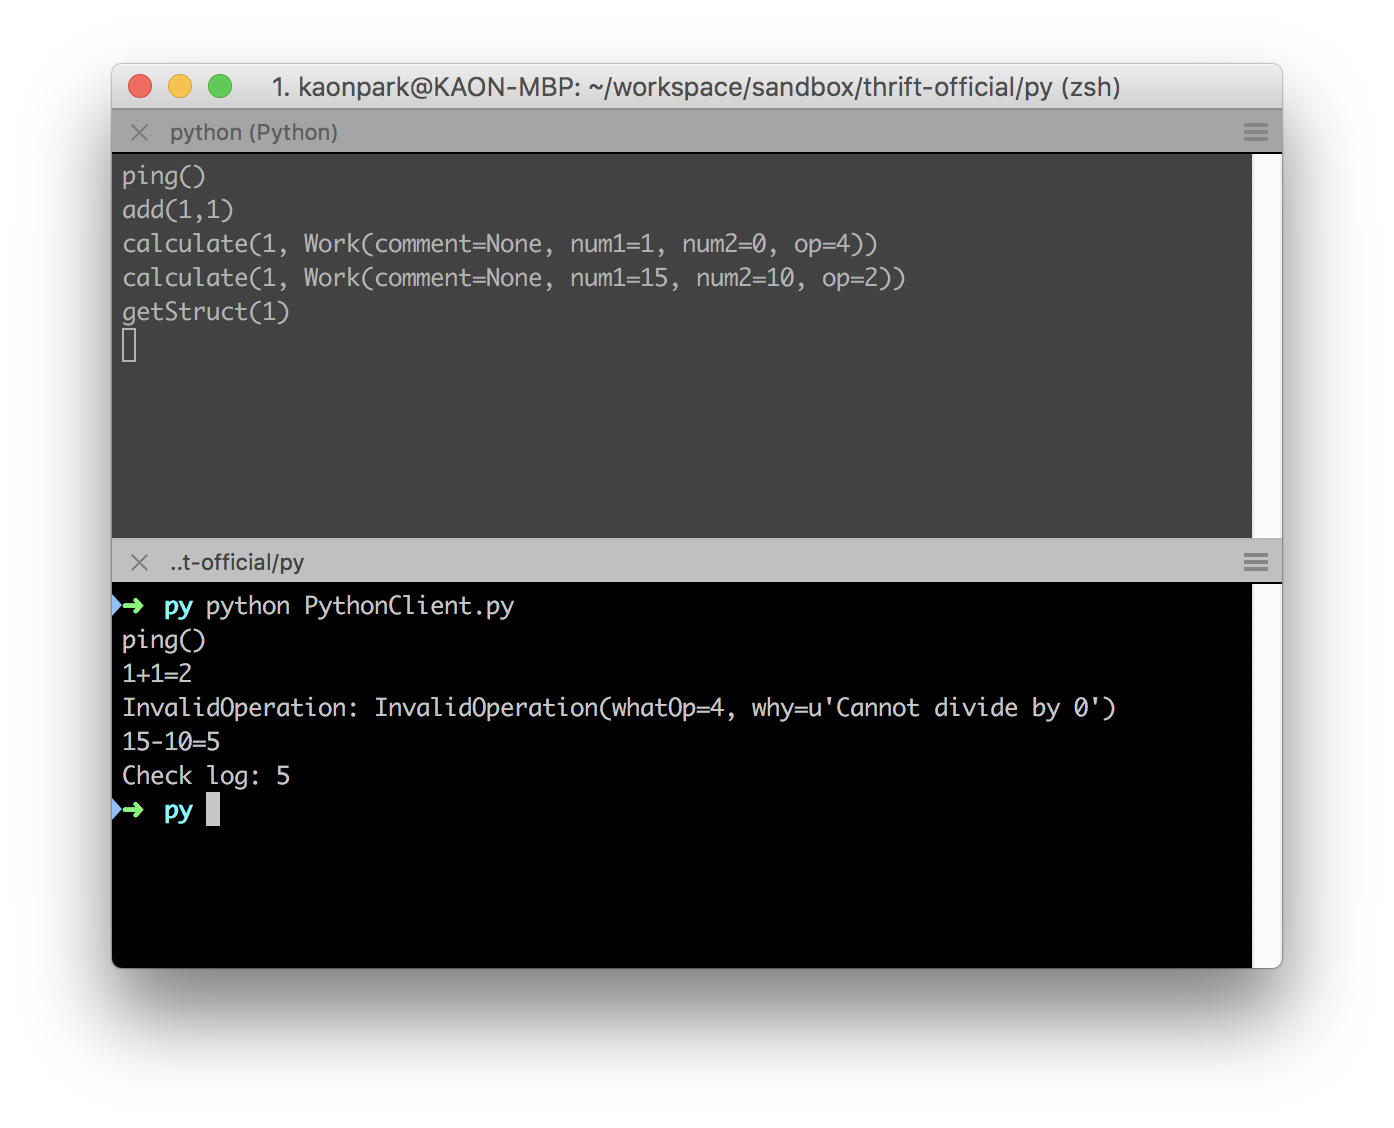 1. kaonpark@KAON-MBP: ~/workspace/sandbox/thrift-official/py (zsh)
python (Python)
ping()
add(1,1)
calculate(1, Work(comment=None, num1=1, num2=0, op=4))
calculate(1, Work(comment=None, num1=15, num2=10, op=2))
getStruct(1)
..t-official/py
➜ py python PythonClient.py
ping()
1+1=2
InvalidOperation: InvalidOperation(whatOp=4, why=u'Cannot divide by 0')
15-10=5
Check log: 5
➜ py